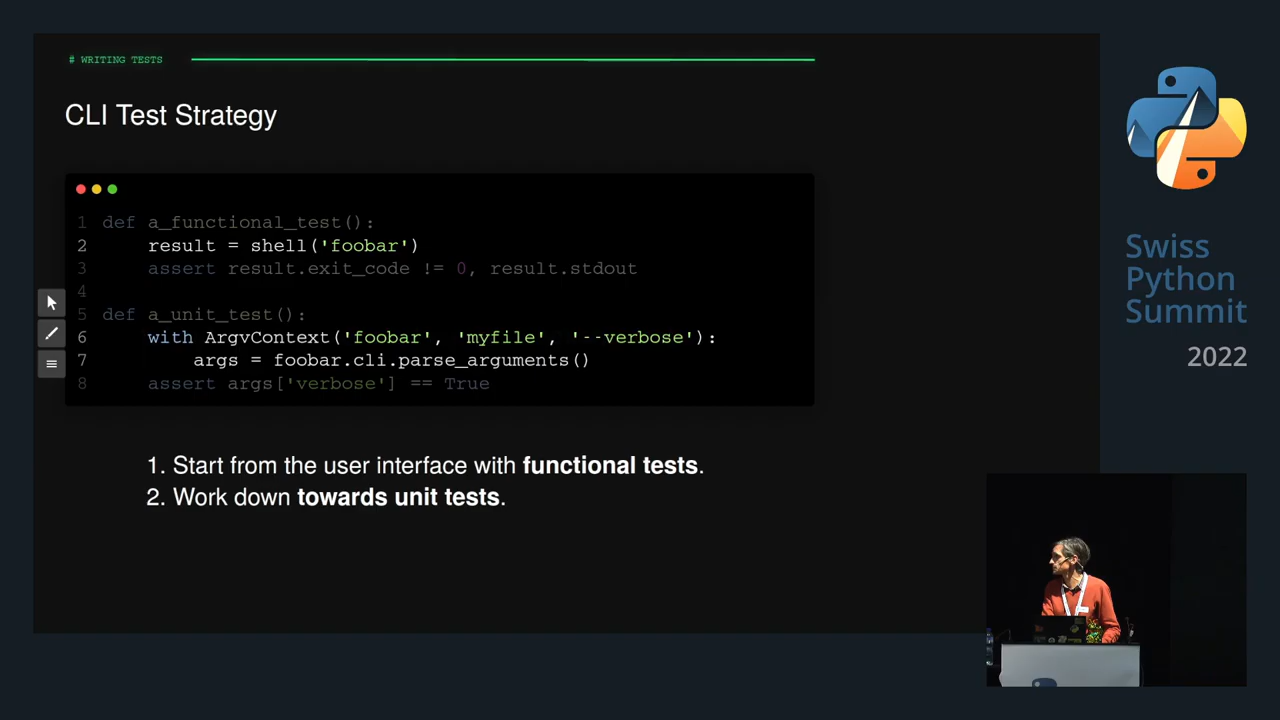 # WRITING TESTS
CLI Test Strategy
1 def a_functional_test():
2     result = shell('foobar')
3     assert result.exit_code != 0, result.stdout
4
5 def a_unit_test():
6     with ArgvContext('foobar', 'myfile', '--verbose'):
7         args = foobar.cli.parse_arguments()
8     assert args['verbose'] == True
1. Start from the user interface with functional tests.
2. Work down towards unit tests.
Swiss
Python
Summit
2022